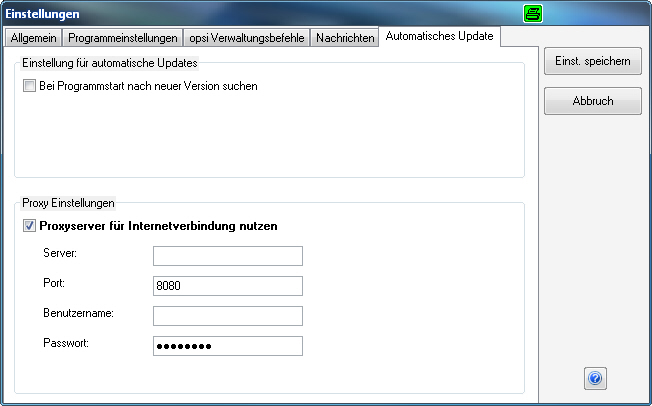 Einstellungen
Allgemein Programmeinstellungen opsi Verwaltungsbefehle Nachrichten Automatisches Update
Einstellung für automatische Updates
Bei Programmstart nach neuer Version suchen
Einst. speichern
Abbruch
Proxy Einstellungen
Proxyserver für Internetverbindung nutzen
Server:
Port: 8080
Benutzername:
Passwort: ●●●●●●●●
?